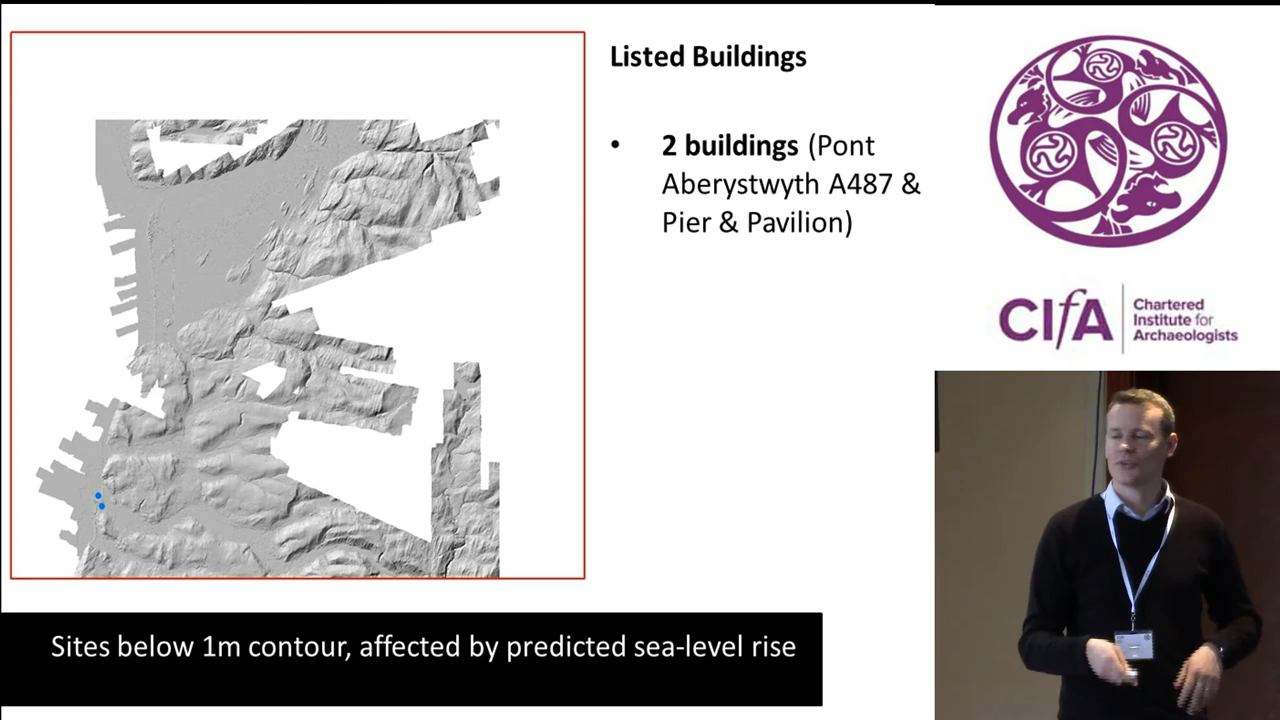 Listed Buildings
• 2 buildings (Pont
Aberystwyth A487 &
Pier & Pavilion)
CIfA
Chartered
Institute for
Archaeologists
Sites below 1m contour, affected by predicted sea-level rise